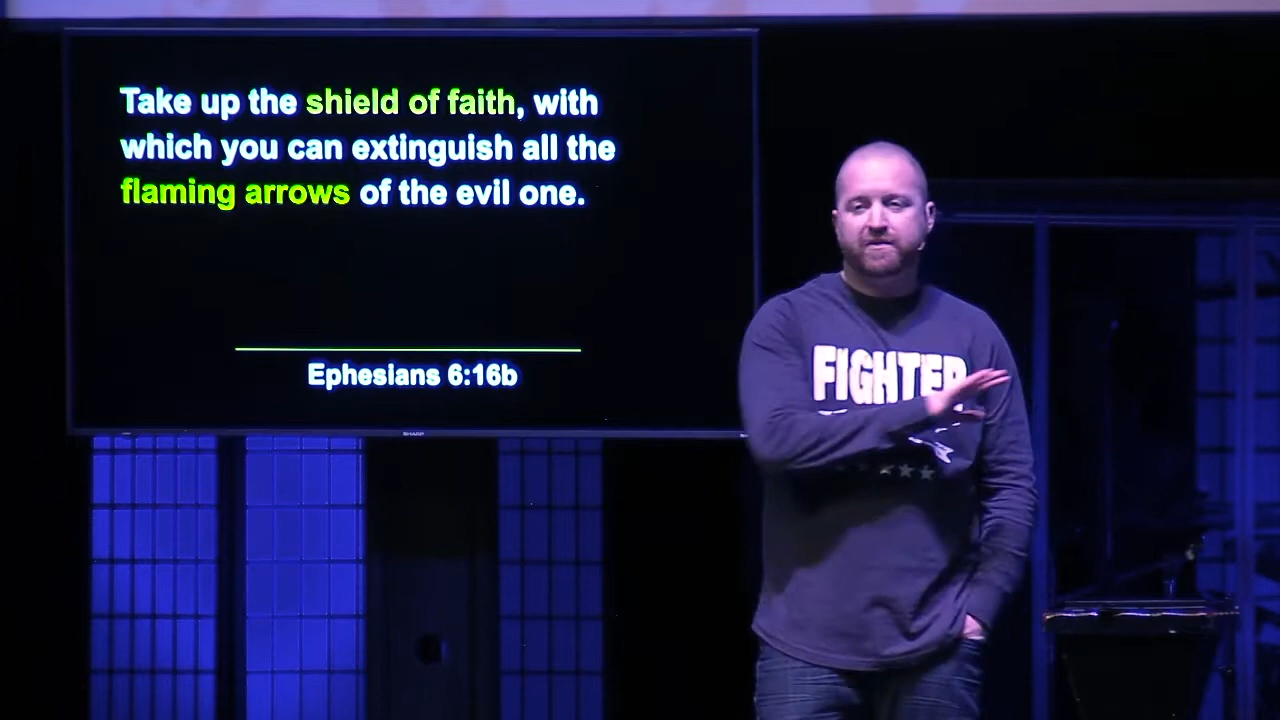 Take up the shield of faith, with
which you can extinguish all the
flaming arrows of the evil one.
Ephesians 6:16b
SHARP
FIGHTER